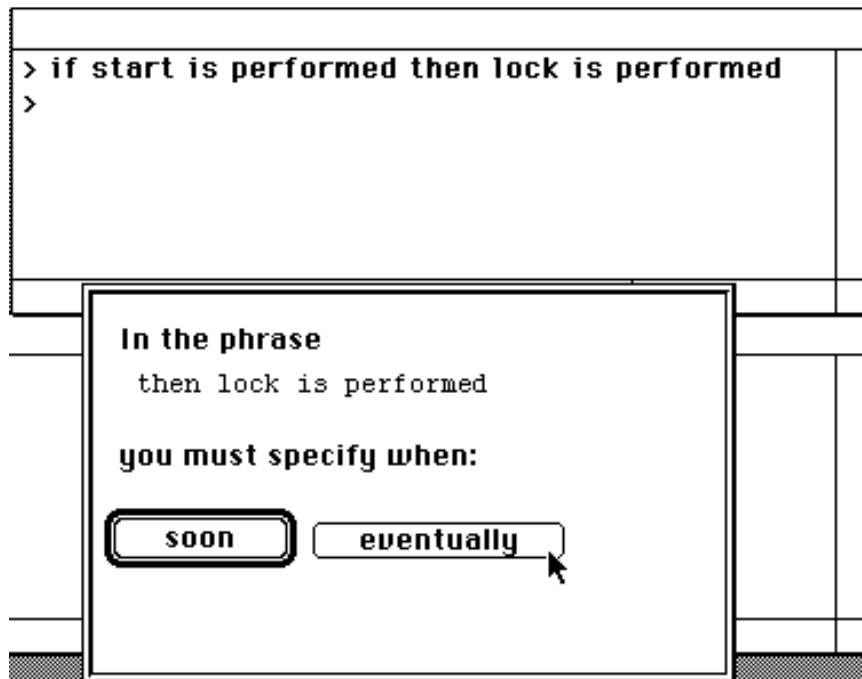 > if start is performed then lock is performed
>
In the phrase
then lock is performed
you must specify when:
soon
eventually